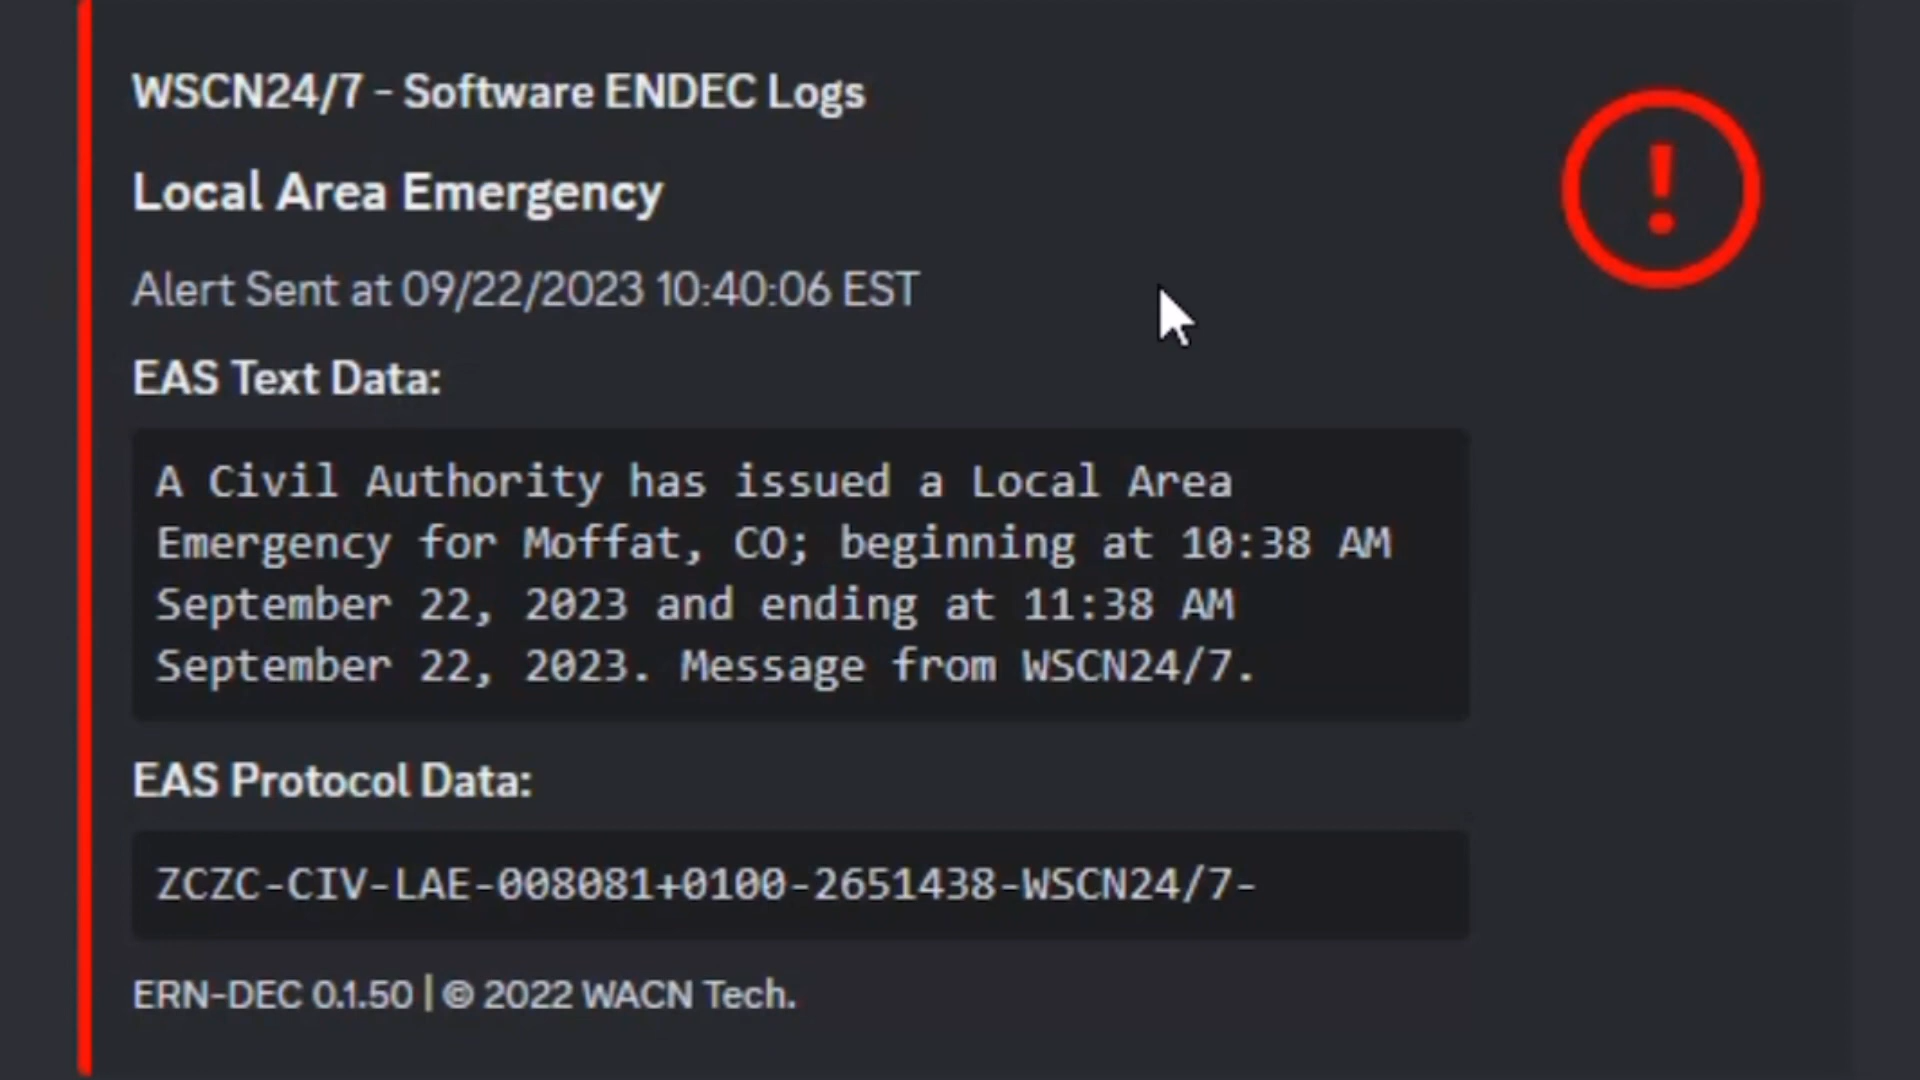 WSCN24/7 - Software ENDEC Logs
Local Area Emergency
Alert Sent at 09/22/2023 10:40:06 EST
EAS Text Data:
A Civil Authority has issued a Local Area
Emergency for Moffat, CO; beginning at 10:38 AM
September 22, 2023 and ending at 11:38 AM
September 22, 2023. Message from WSCN24/7.
EAS Protocol Data:
ZCZC-CIV-LAE-008081+0100-2651438-WSCN24/7-
ERN-DEC 0.1.50 | © 2022 WACN Tech.